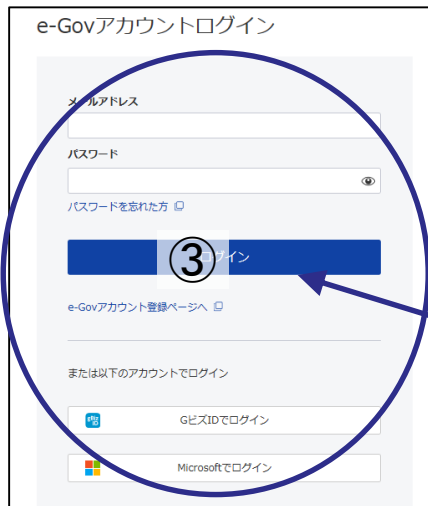 e-Govアカウントログイン
メールアドレス
パスワード
パスワードを忘れた方
③
ログイン
e-Govアカウント登録ページへ
または以下のアカウントでログイン
GビズIDでログイン
Microsoftでログイン